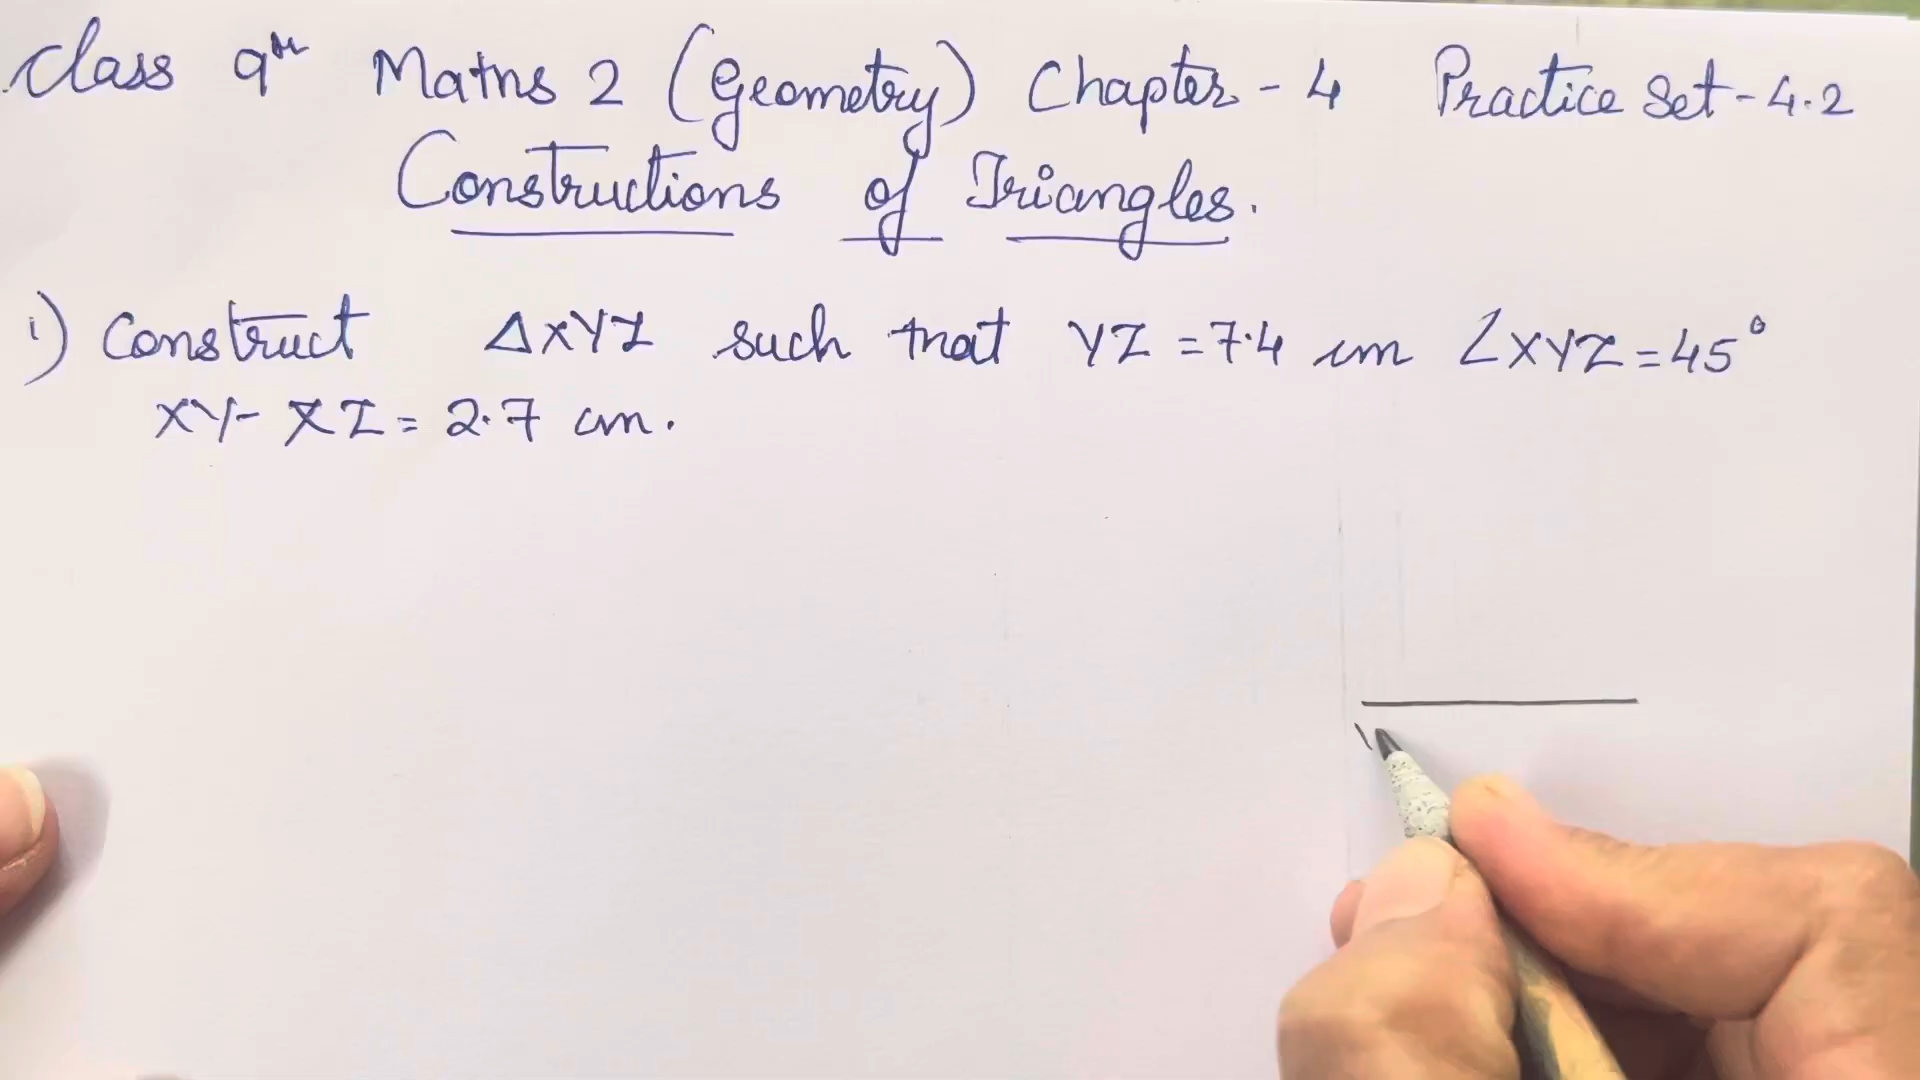 Class 9th Maths 2 (Geometry) Chapter - 4 Practice Set - 4.2
Constructions of Triangles.
1) Construct ΔXYZ such that YZ = 7.4 cm ∠XYZ = 45°
XY - XZ = 2.7 cm.